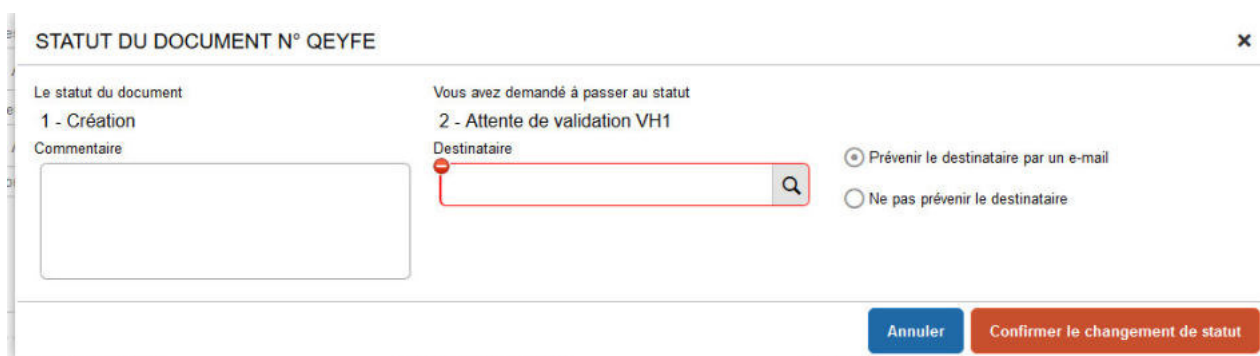 STATUT DU DOCUMENT N° QEYFE
Le statut du document
1 - Création
Vous avez demandé à passer au statut
2 - Attente de validation VH1
Commentaire
Destinataire
Prévenir le destinataire par un e-mail
Ne pas prévenir le destinataire
Annuler
Confirmer le changement de statut